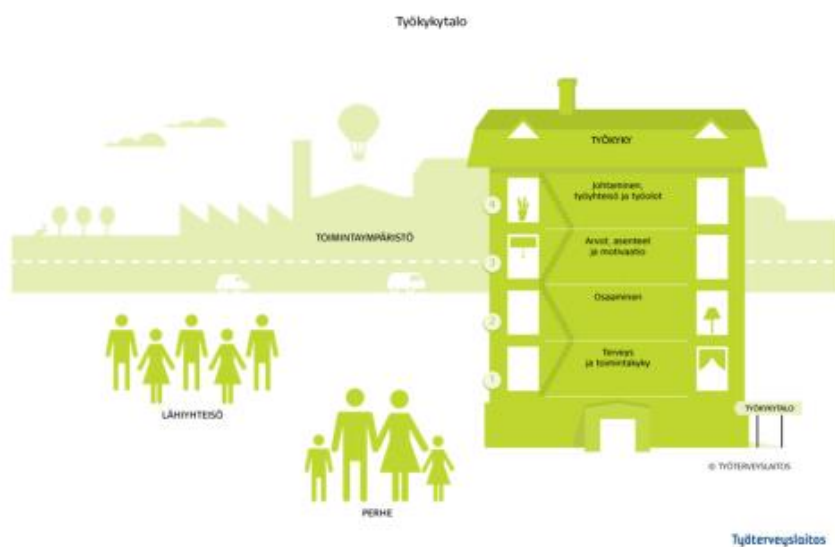 Työkykytalo
TYÖKYKY
4
Johtaminen,
työyhteisö ja työolot
TOIMINTAYMPÄRISTÖ
3
Arvot, asenteet
ja motivaatio
2
Osaaminen
1
Terveys
ja toimintakyky
LÄHIYHTEISÖ
PERHE
TYÖKYKYTALO
© TYÖTERVEYSLAITOS
Työterveyslaitos